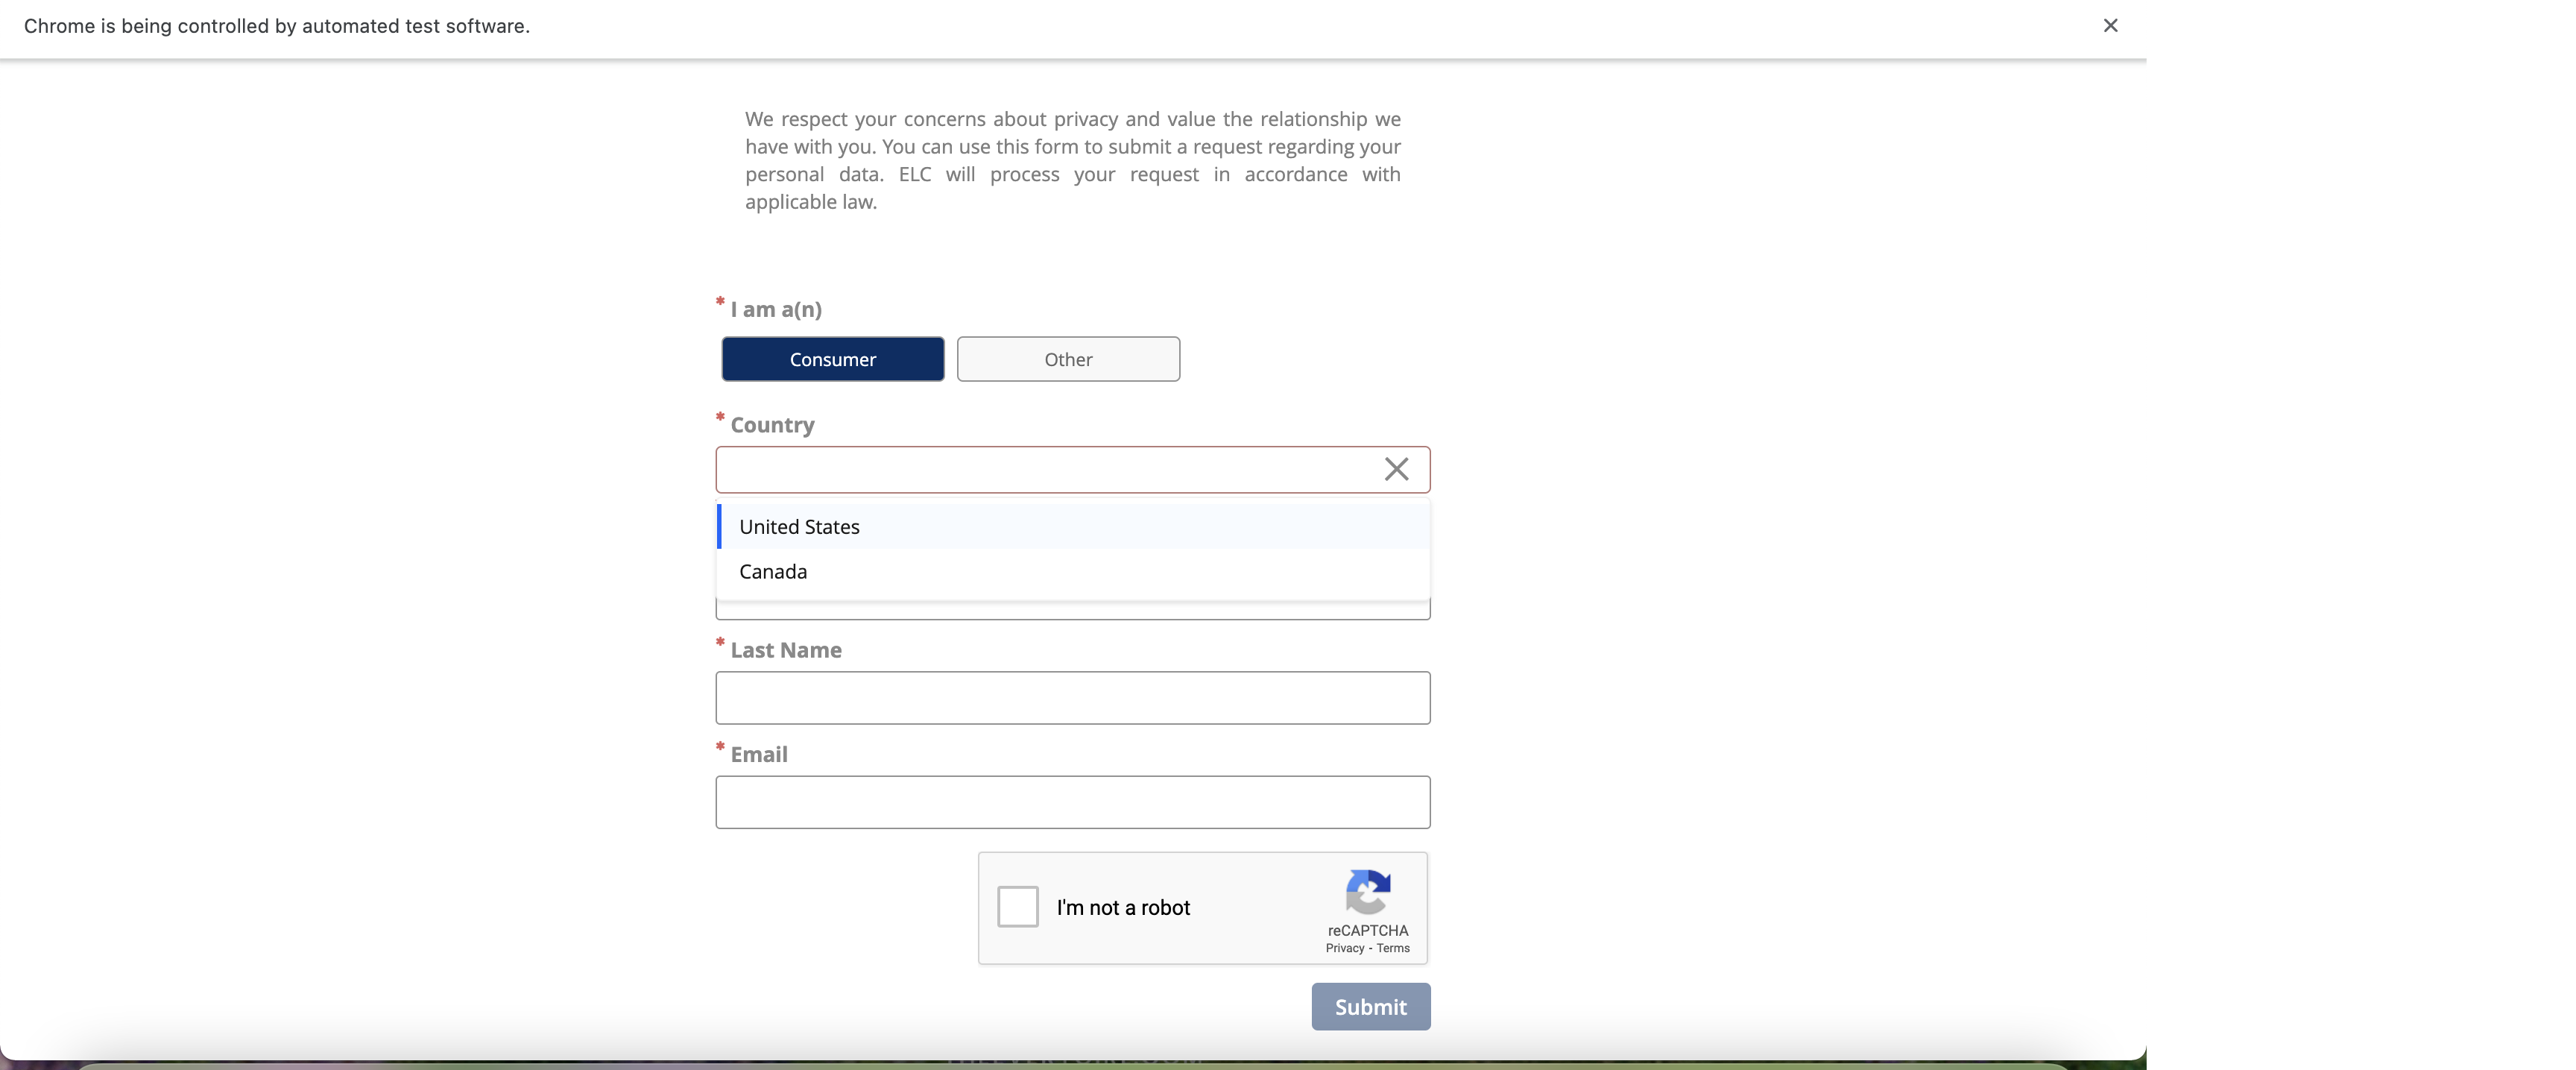 Chrome is being controlled by automated test software.
We respect your concerns about privacy and value the relationship we
have with you. You can use this form to submit a request regarding your
personal data. ELC will process your request in accordance with
applicable law.
* I am a(n)
Consumer Other
* Country
United States
Canada
* Last Name
* Email
I'm not a robot
reCAPTCHA
Privacy - Terms
Submit